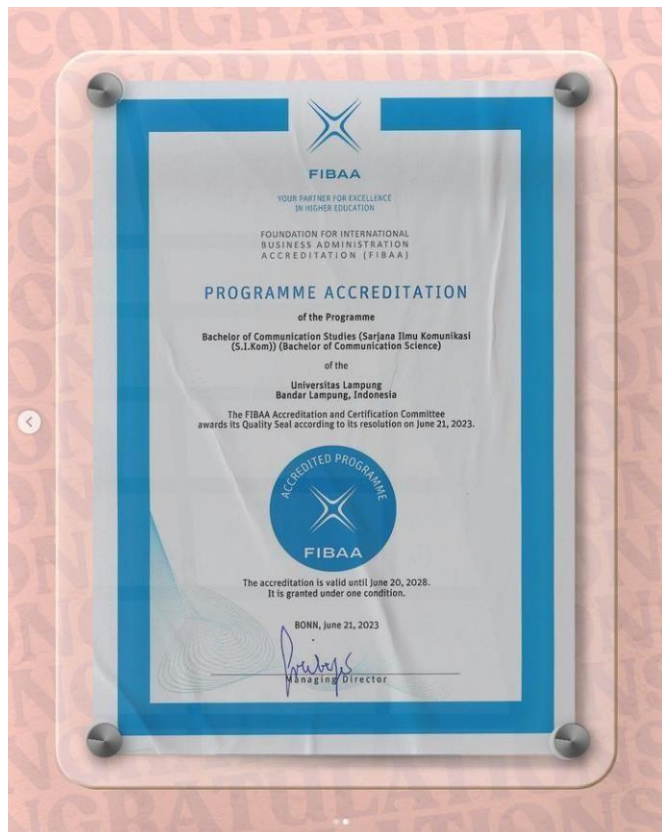 CONGRATULATIONS
FIBAA
YOUR PARTNER FOR EXCELLENCE
IN HIGHER EDUCATION
FOUNDATION FOR INTERNATIONAL
BUSINESS ADMINISTRATION
ACCREDITATION (FIBAA)
PROGRAMME ACCREDITATION
of the Programme
Bachelor of Communication Studies (Sarjana Ilmu Komunikasi
(S.I.Kom)) (Bachelor of Communication Science)
of the
Universitas Lampung
Bandar Lampung, Indonesia
The FIBAA Accreditation and Certification Committee
awards its Quality Seal according to its resolution on June 21, 2023.
ACCREDITED PROGRAMME
FIBAA
The accreditation is valid until June 20, 2028.
It is granted under one condition.
BONN, June 21, 2023
Managing Director